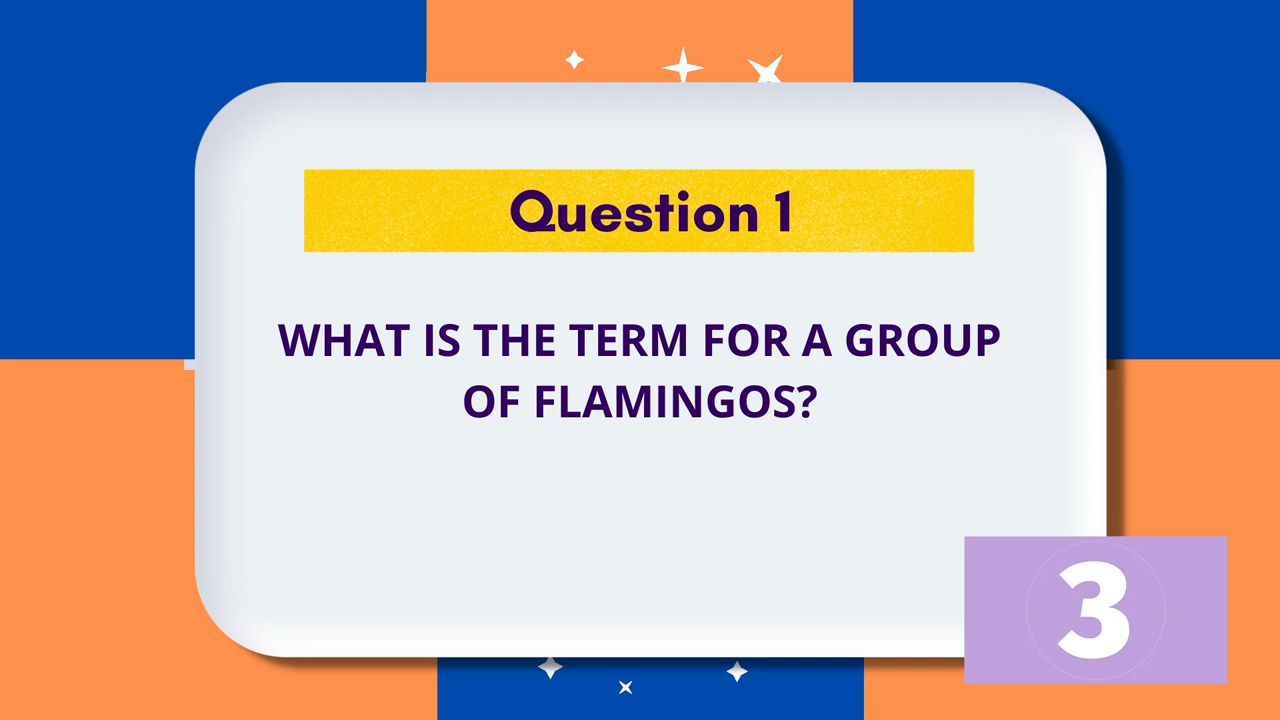 Question 1
WHAT IS THE TERM FOR A GROUP
OF FLAMINGOS?
3